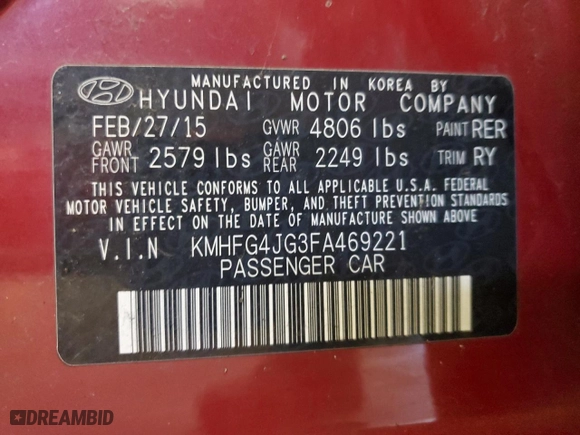 MANUFACTURED IN KOREA BY
HYUNDAI MOTOR COMPANY
FEB/27/15 GVWR 4806 lbs PAINT RER
GAWR FRONT 2579 lbs GAWR REAR 2249 lbs TRIM RY
THIS VEHICLE CONFORMS TO ALL APPLICABLE U.S.A. FEDERAL
MOTOR VEHICLE SAFETY, BUMPER, AND THEFT PREVENTION STANDARDS
IN EFFECT ON THE DATE OF MANUFACTURE SHOWN ABOVE
V.I.N KMHFG4JG3FA469221
PASSENGER CAR
DREAMBID